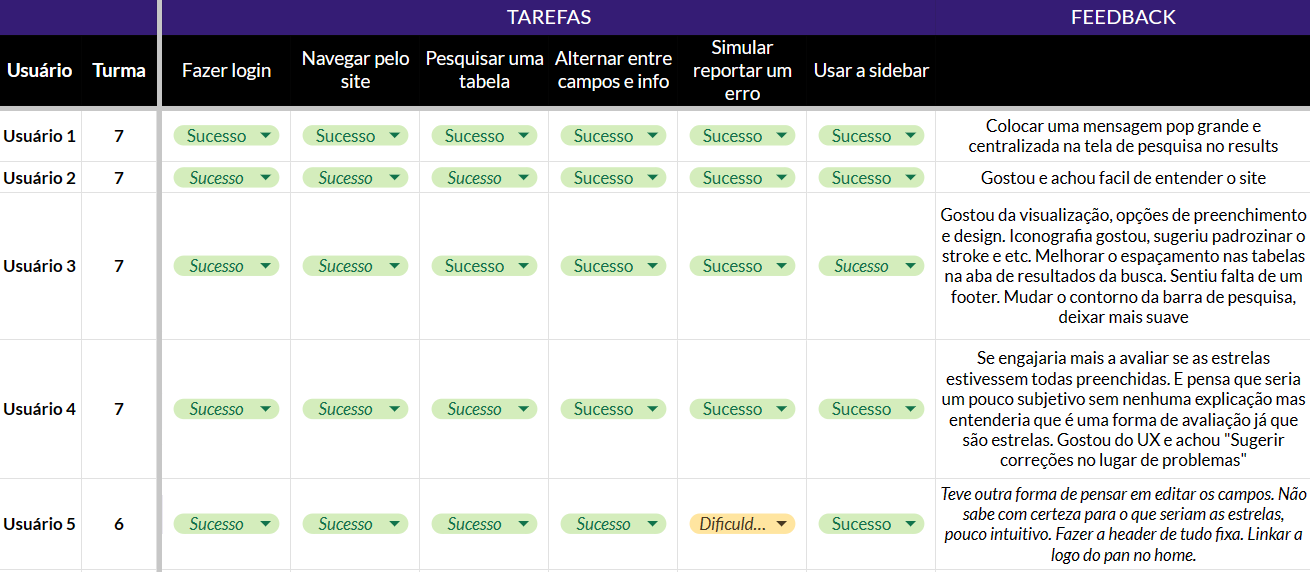 TAREFAS FEEDBACK
Usuário Turma Fazer login Navegar pelo site Pesquisar uma tabela Alternar entre campos e info Simular reportar um erro Usar a sidebar
Usuário 1 7 Sucesso Sucesso Sucesso Sucesso Sucesso Sucesso
Colocar uma mensagem pop grande e
centralizada na tela de pesquisa no results
Usuário 2 7 Sucesso Sucesso Sucesso Sucesso Sucesso Sucesso
Gostou e achou facil de entender o site
Usuário 3 7 Sucesso Sucesso Sucesso Sucesso Sucesso Sucesso
Gostou da visualização, opções de preenchimento
e design. Iconografia gostou, sugeriu padrozinar o
stroke e etc. Melhorar o espaçamento nas tabelas
na aba de resultados da busca. Sentiu falta de um
footer. Mudar o contorno da barra de pesquisa,
deixar mais suave
Usuário 4 7 Sucesso Sucesso Sucesso Sucesso Sucesso Sucesso
Se engajaria mais a avaliar se as estrelas
estivessem todas preenchidas. E pensa que seria
um pouco subjetivo sem nenhuma explicação mas
entenderia que é uma forma de avaliação já que
são estrelas. Gostou do UX e achou "Sugerir
correções no lugar de problemas"
Usuário 5 6 Sucesso Sucesso Sucesso Sucesso Dificuld... Sucesso
Teve outra forma de pensar em editar os campos. Não
sabe com certeza para o que seriam as estrelas,
pouco intuitivo. Fazer a header de tudo fixa. Linkar a
logo do pan no home.